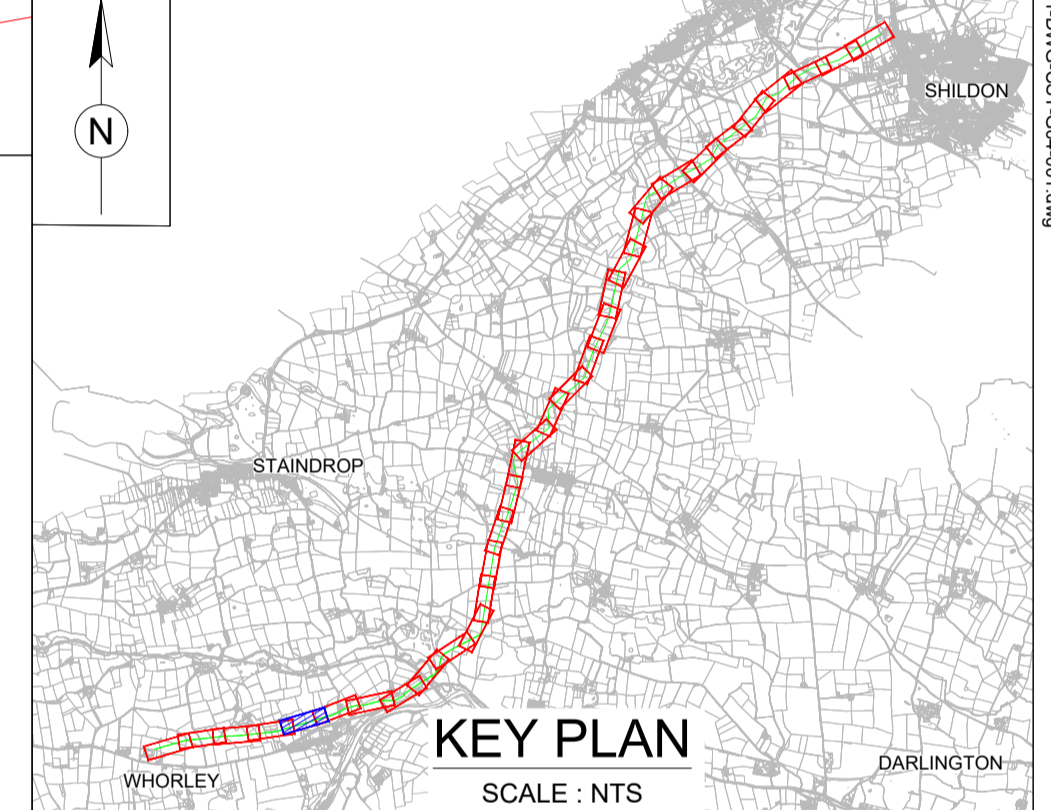 N
SHILDON
STAINDROP
KEY PLAN
SCALE : NTS
WHORLEY
DARLINGTON